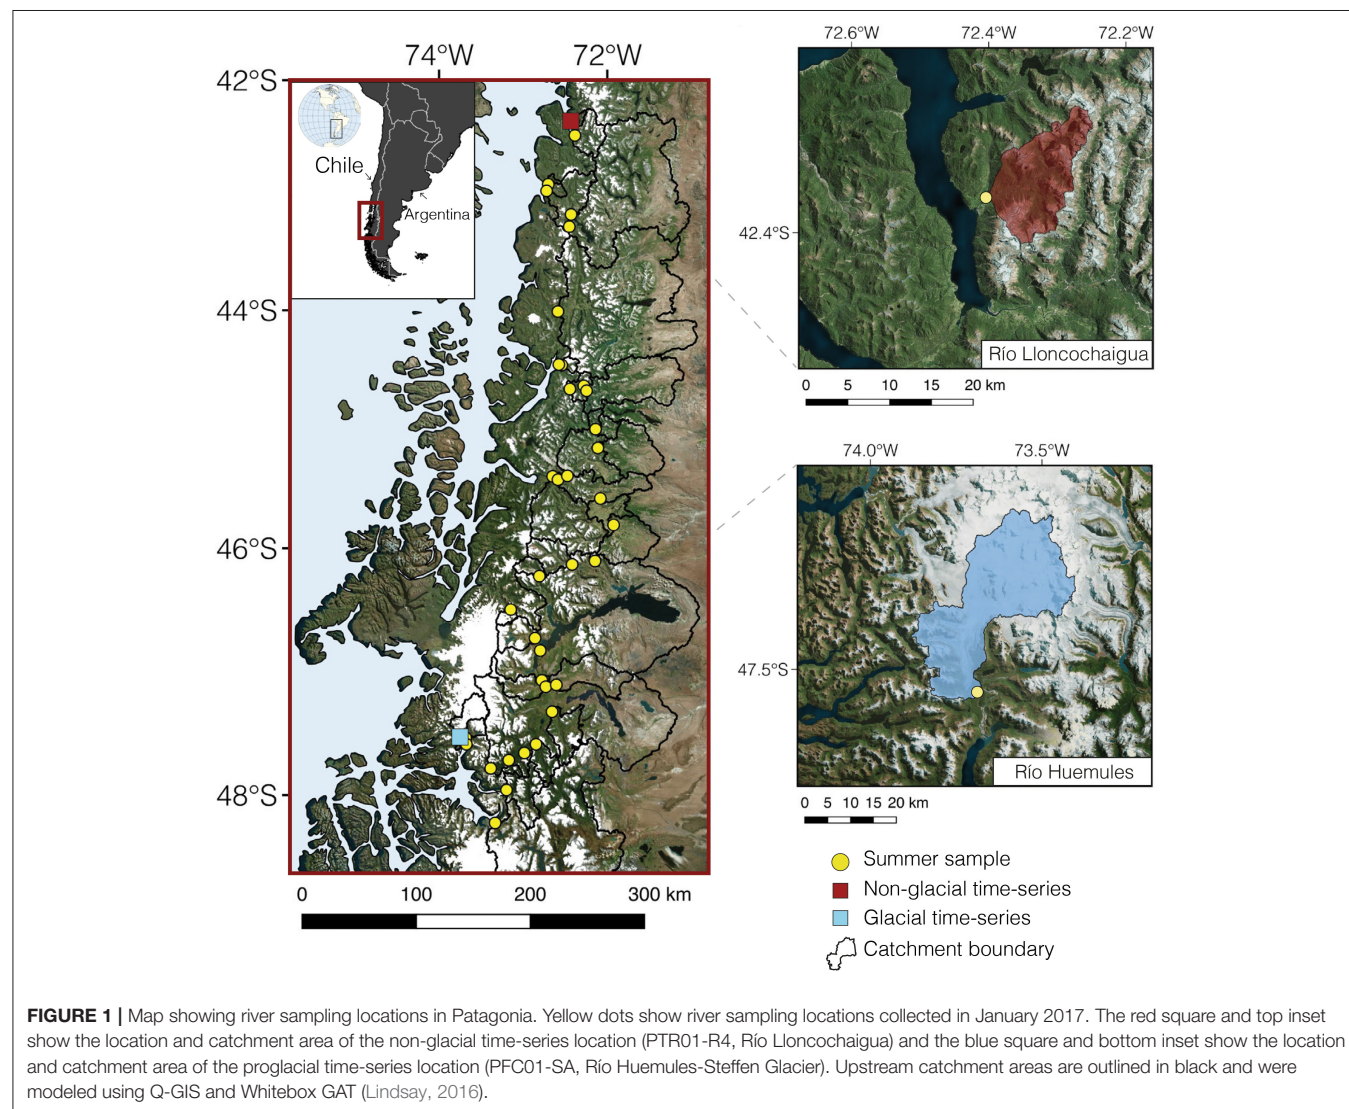 74°W
72°W
42°S
44°S
46°S
48°S
Chile
Argentina
0
100
200
300 km
72.6°W
72.4°W
72.2°W
42.4°S
Río Lloncochaigua
0
5
10
15
20 km
74.0°W
73.5°W
47.5°S
Río Huemules
0
5
10
15
20 km
Summer sample
Non-glacial time-series
Glacial time-series
Catchment boundary
FIGURE 1 | Map showing river sampling locations in Patagonia. Yellow dots show river sampling locations collected in January 2017. The red square and top inset
show the location and catchment area of the non-glacial time-series location (PTR01-R4, Río Lloncochaigua) and the blue square and bottom inset show the location
and catchment area of the proglacial time-series location (PFC01-SA, Río Huemules-Steffen Glacier). Upstream catchment areas are outlined in black and were
modeled using Q-GIS and Whitebox GAT (Lindsay, 2016).